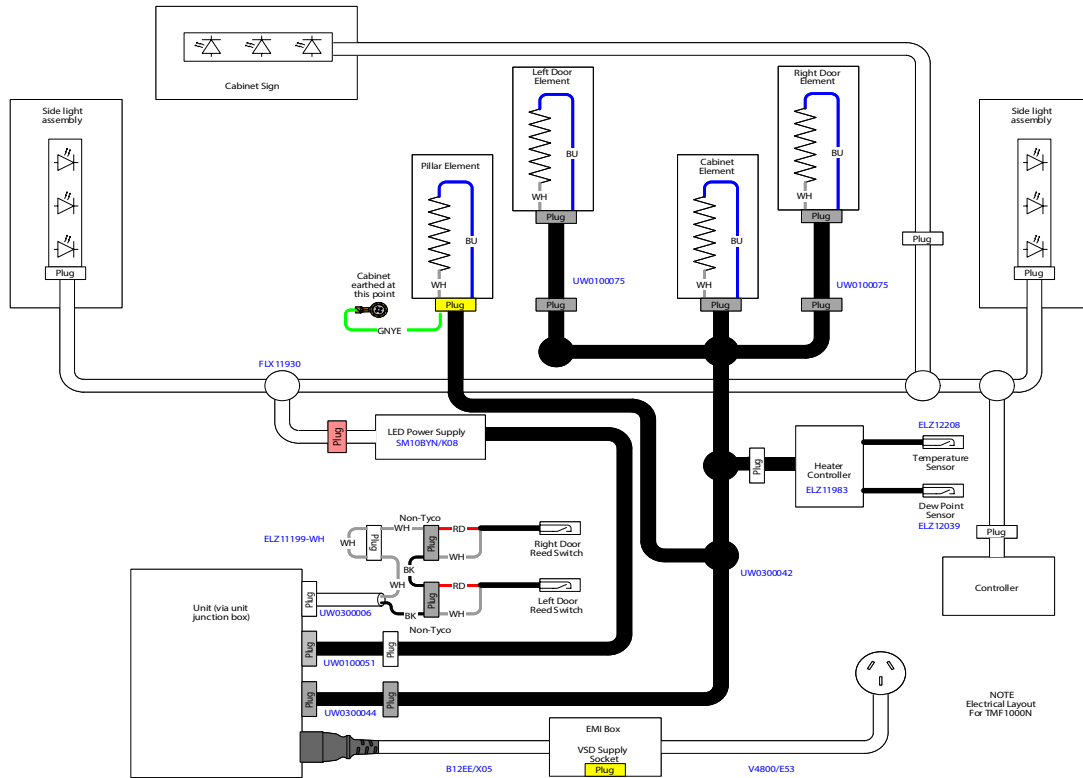 Cabinet Sign
Side light
assembly
Plug
Left Door
Element
BU
WH
Plug
Right Door
Element
BU
WH
Plug
Side light
assembly
Plug
Pillar Element
BU
WH
Plug
Cabinet
Element
BU
WH
Plug
Plug
Cabinet
earthed at
this point
GNYE
UW0100075
Plug
Plug
UW0100075
FLX11930
Plug
LED Power Supply
SM10BYN/K08
Plug
Heater
Controller
ELZ11983
ELZ12208
Temperature
Sensor
Dew Point
Sensor
ELZ12039
Plug
Controller
Non-Tyco
ELZ11199-WH
WH
Plug
WH
Plug
RD
WH
Right Door
Reed Switch
BK
WH
Plug
RD
WH
Left Door
Reed Switch
BK
Non-Tyco
UW0300042
Unit (via unit
junction box)
Plug
UW0300006
Plug
UW0100051
Plug
Plug
UW0300044
Plug
EMI Box
VSD Supply
Socket
Plug
B12EE/X05
V4800/E53
NOTE
Electrical Layout
For TMF1000N